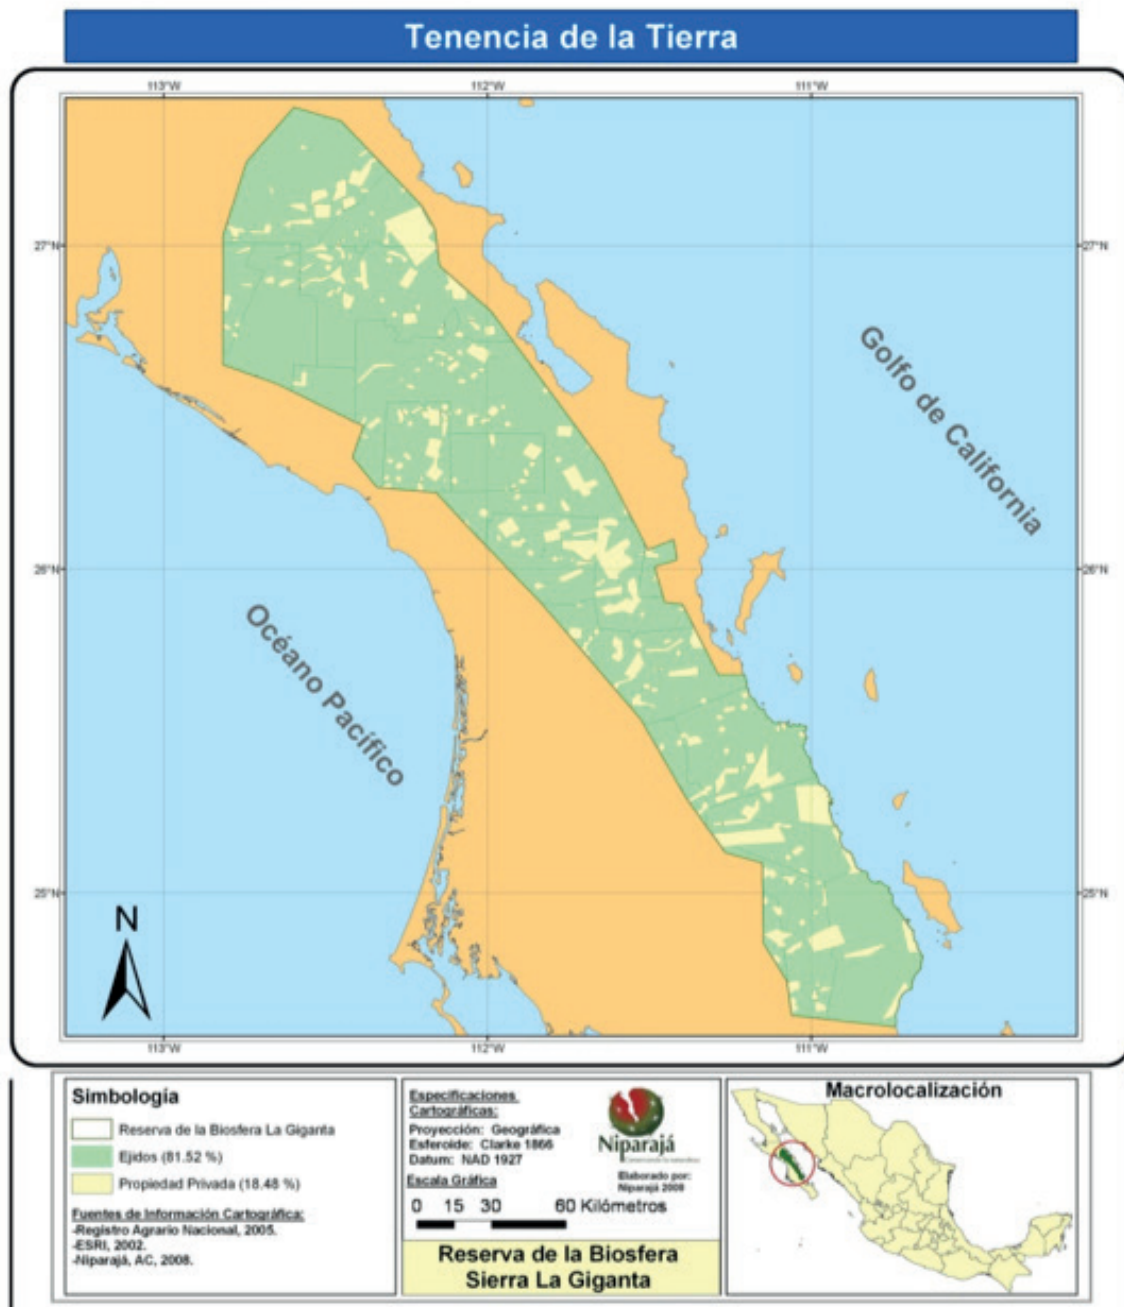 Tenencia de la Tierra
113°W
112°W
111°W
27°N
27°N
Golfo de California
26°N
26°N
Océano Pacífico
25°N
25°N
N
113°W
112°W
111°W
Simbología
Reserva de la Biosfera La Giganta
Ejidos (81.52 %)
Propiedad Privada (18.48 %)
Fuentes de Información Cartográfica:
-Registro Agrario Nacional, 2005.
-ESRI, 2002.
-Niparajá, AC, 2008.
Especificaciones
Cartográficas:
Proyección: Geográfica
Esferoide: Clarke 1866
Datum: NAD 1927
Escala Gráfica
0 15 30 60 Kilómetros
Niparajá
Elaborado por:
Niparajá 2008
Reserva de la Biosfera
Sierra La Giganta
Macrolocalización